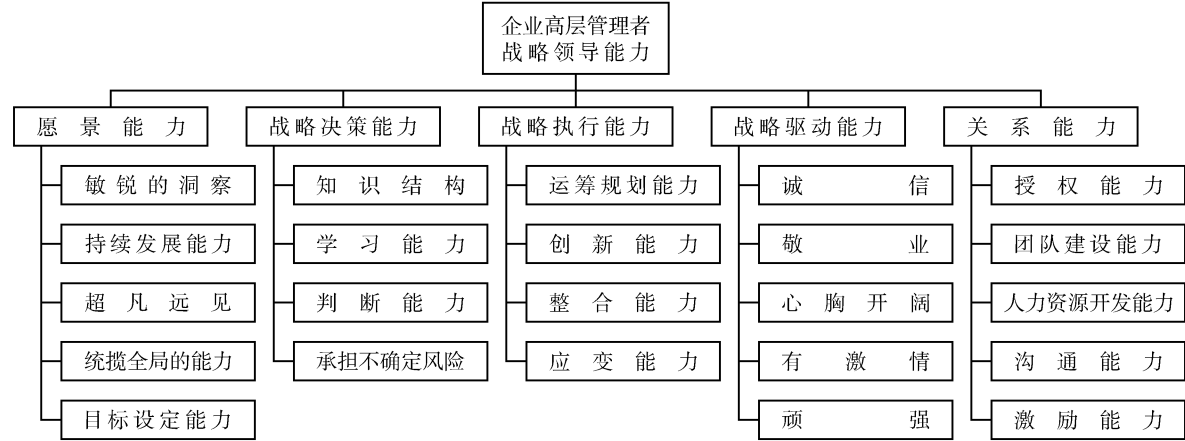 企业高层管理者
战略领导能力
愿景能力
战略决策能力
战略执行能力
战略驱动能力
关系能力
敏锐的洞察
知识结构
运筹规划能力
诚信
授权能力
持续发展能力
学习能力
创新能力
敬业
团队建设能力
超凡远见
判断能力
整合能力
心胸开阔
人力资源开发能力
统揽全局的能力
承担不确定风险
应变能力
有激情
沟通能力
目标设定能力
顽强
激励能力